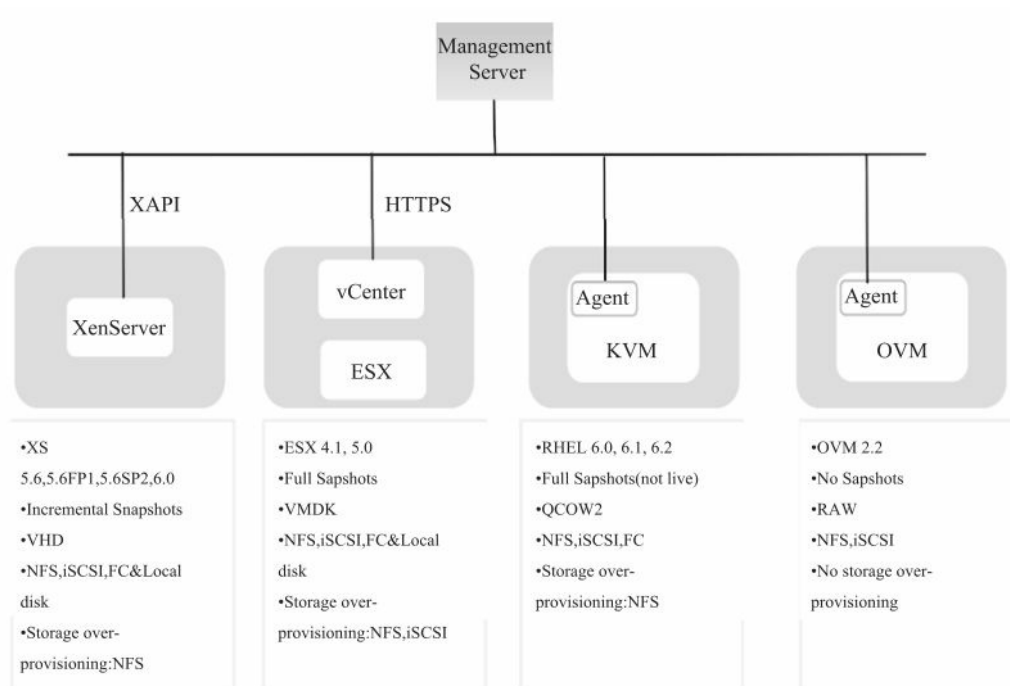 Management
Server
XAPI
HTTPS
XenServer
vCenter
ESX
Agent
KVM
Agent
OVM
•XS
5.6,5.6FP1,5.6SP2,6.0
•Incremental Snapshots
•VHD
•NFS,iSCSI,FC&Local
disk
•Storage over-
provisioning:NFS
•ESX 4.1, 5.0
•Full Sapshots
•VMDK
•NFS,iSCSI,FC&Local
disk
•Storage over-
provisioning:NFS,iSCSI
•RHEL 6.0, 6.1, 6.2
•Full Sapshots(not live)
•QCOW2
•NFS,iSCSI,FC
•Storage over-
provisioning:NFS
•OVM 2.2
•No Sapshots
•RAW
•NFS,iSCSI
•No storage over-
provisioning